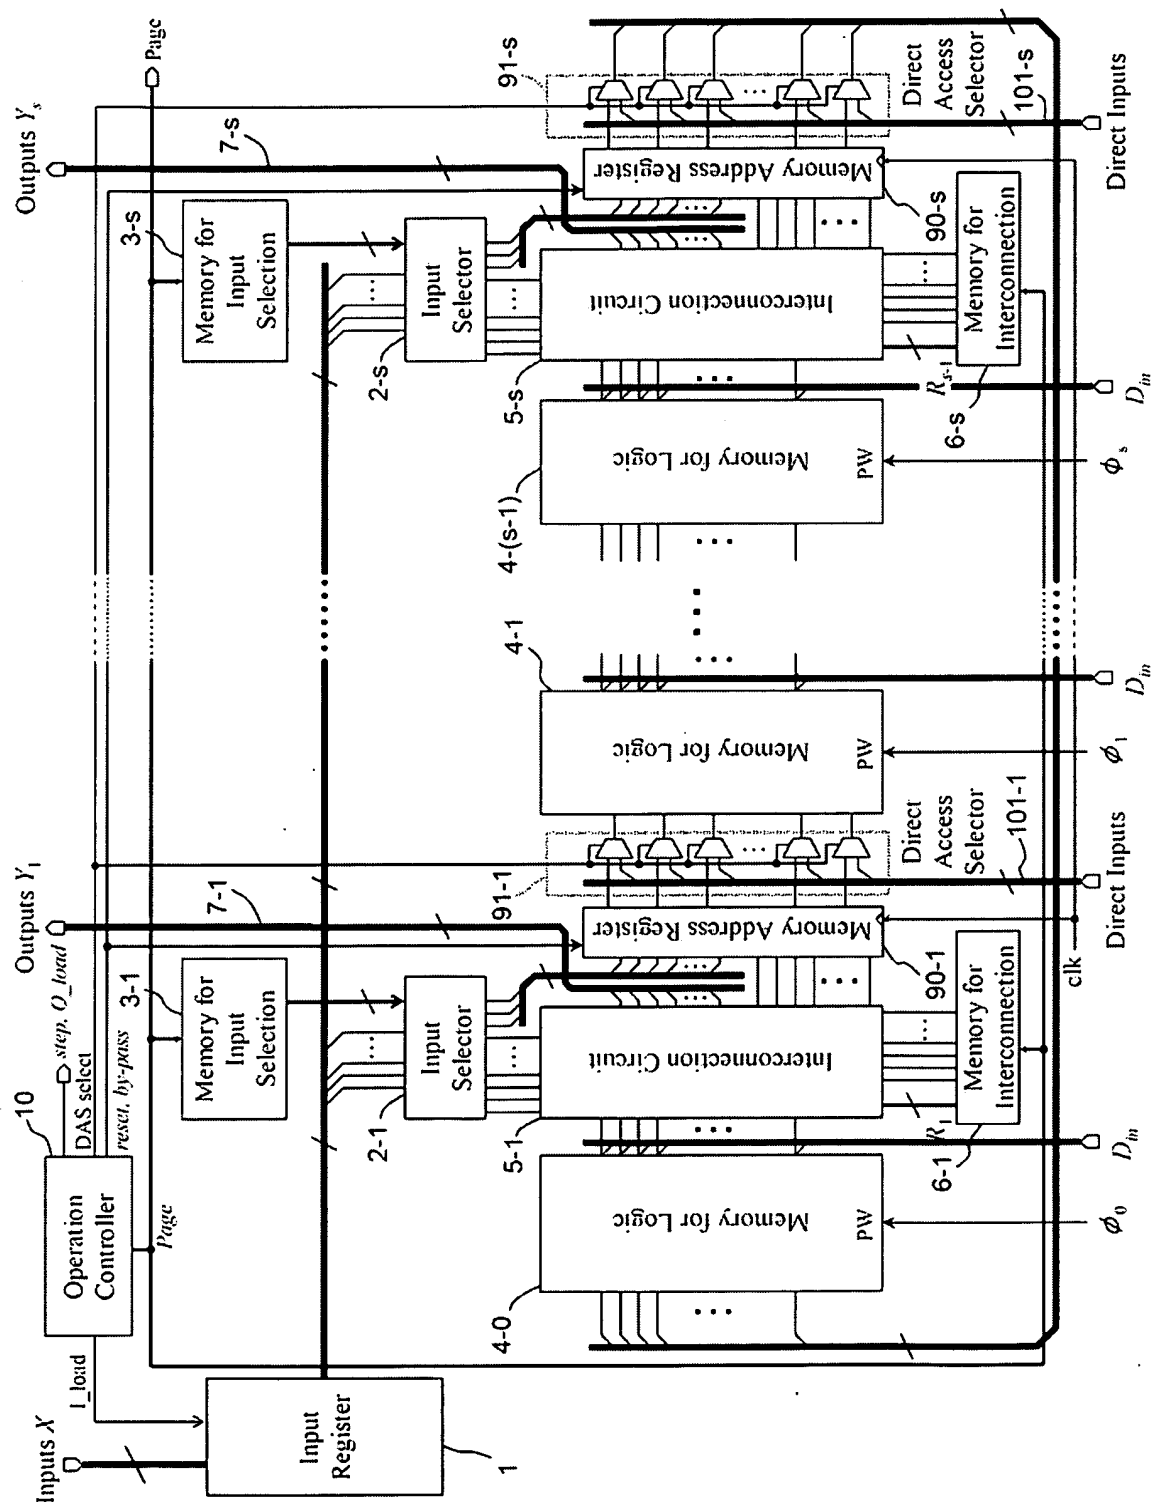 Inputs X
I_load
Input
Register
1
Operation
Controller
10
Page
step, O_load
DAS select
reset, by-pass
Page
Outputs Y1
7-1
3-1
Memory for
Input
Selection
Input
Selector
2-1
Outputs Ys
7-s
3-s
Memory for
Input
Selection
Input
Selector
2-s
4-0
Memory for Logic
PW
ϕ0
Din
5-1
Interconnection Circuit
R1
6-1
Memory for
Interconnection
90-1
Memory Address Register
clk
91-1
Direct
Access
Selector
101-1
Direct Inputs
4-1
Memory for Logic
PW
ϕ1
Din
4-(s-1)
Memory for Logic
PW
ϕs
Din
5-s
Interconnection Circuit
Rs-1
6-s
Memory for
Interconnection
90-s
Memory Address Register
91-s
Direct
Access
Selector
101-s
Direct Inputs